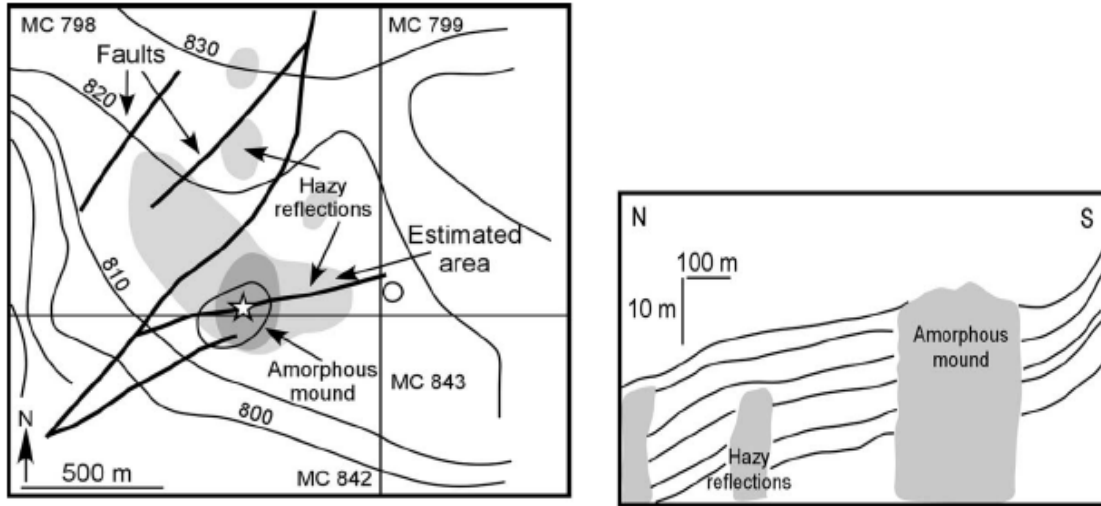 MC 798
MC 799
830
Faults
820
Hazy
reflections
Estimated
area
810
Amorphous
mound
MC 843
800
N
500 m
MC 842
N
S
100 m
10 m
Amorphous
mound
Hazy
reflections